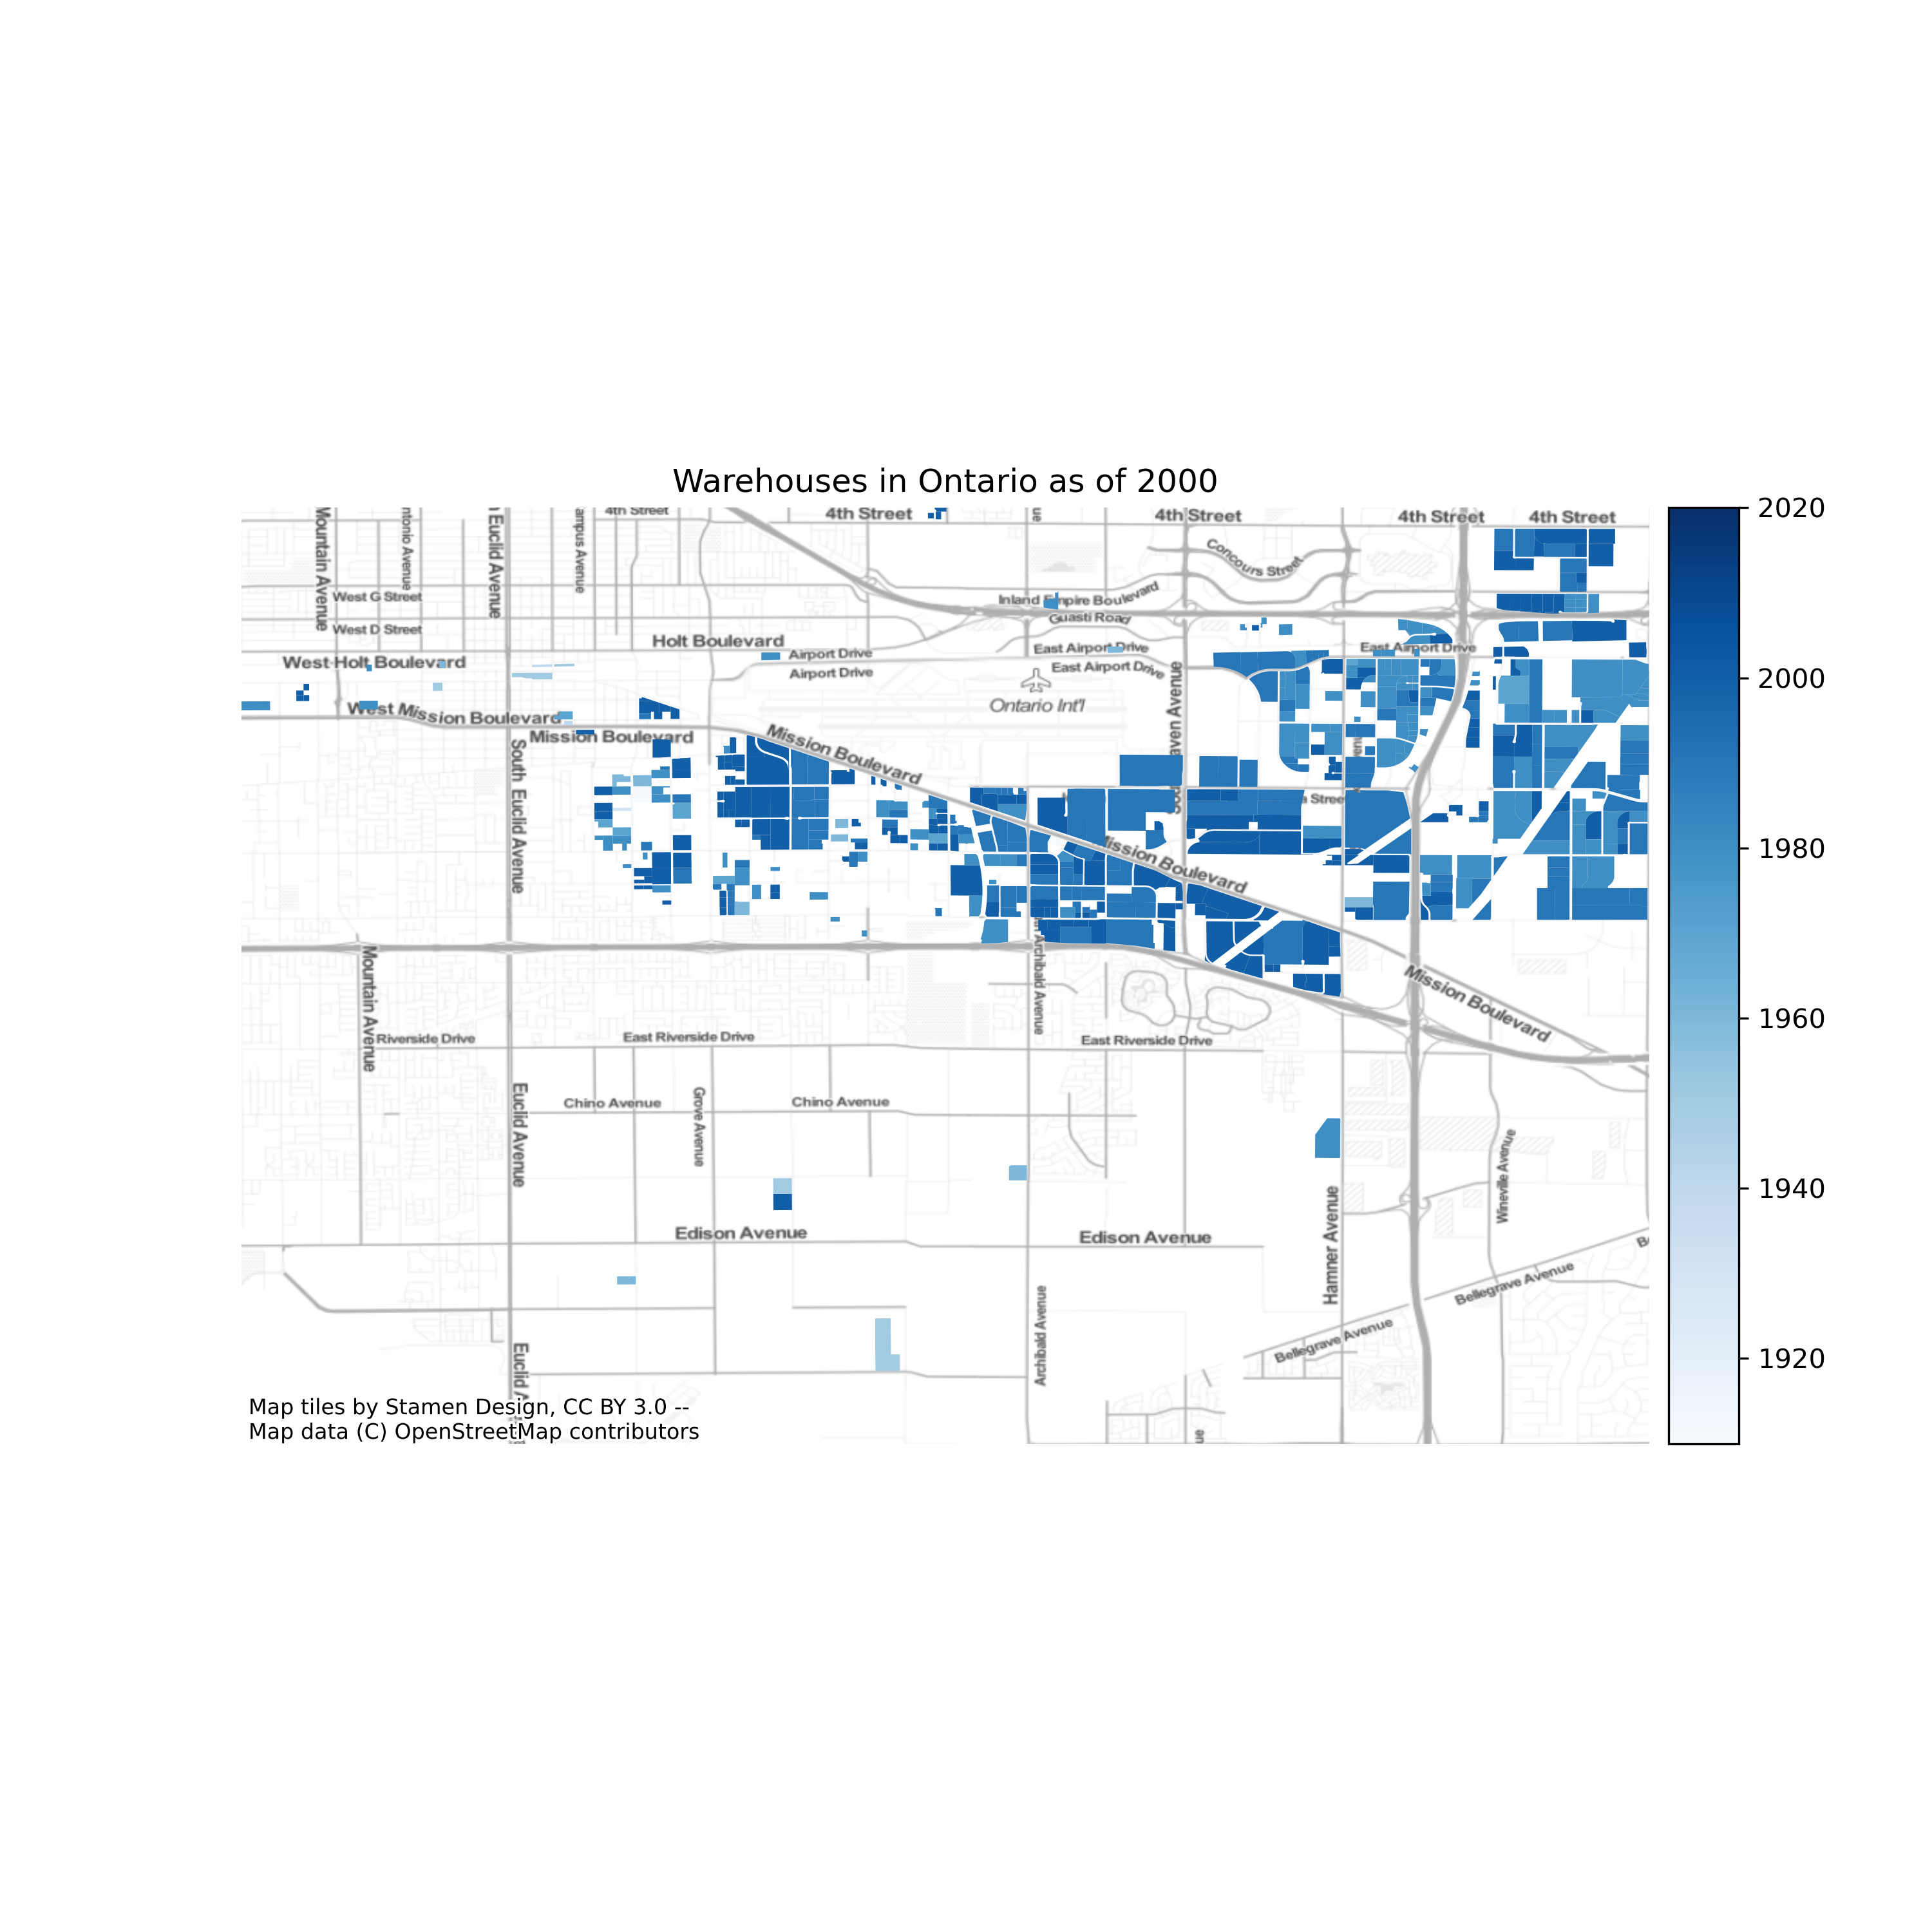 Warehouses in Ontario as of 2000
4th Street
4th Street
4th Street
4th Street
4th Street
Mountain Avenue
ntonio Avenue
Euclid Avenue
ampus Avenue
ue
Concours Street
West G Street
Inland Empire Boulevard
Guasti Road
West D Street
Holt Boulevard
Airport Drive
East Airport Drive
East Airport Drive
West Holt Boulevard
Airport Drive
East Airport Drive
Ontario Int'l
West Mission Boulevard
Mission Boulevard
Mission Boulevard
South Euclid Avenue
aven Avenue
a Stree
Mission Boulevard
Archibald Avenue
Mission Boulevard
Mountain Avenue
Riverside Drive
East Riverside Drive
East Riverside Drive
Euclid Avenue
Chino Avenue
Grove Avenue
Chino Avenue
Wineville Avenue
Edison Avenue
Edison Avenue
Hamner Avenue
Bellegrave Avenue
Archibald Avenue
Bellegrave Avenue
Euclid A
ue
Map tiles by Stamen Design, CC BY 3.0 --
Map data (C) OpenStreetMap contributors
2020
2000
1980
1960
1940
1920